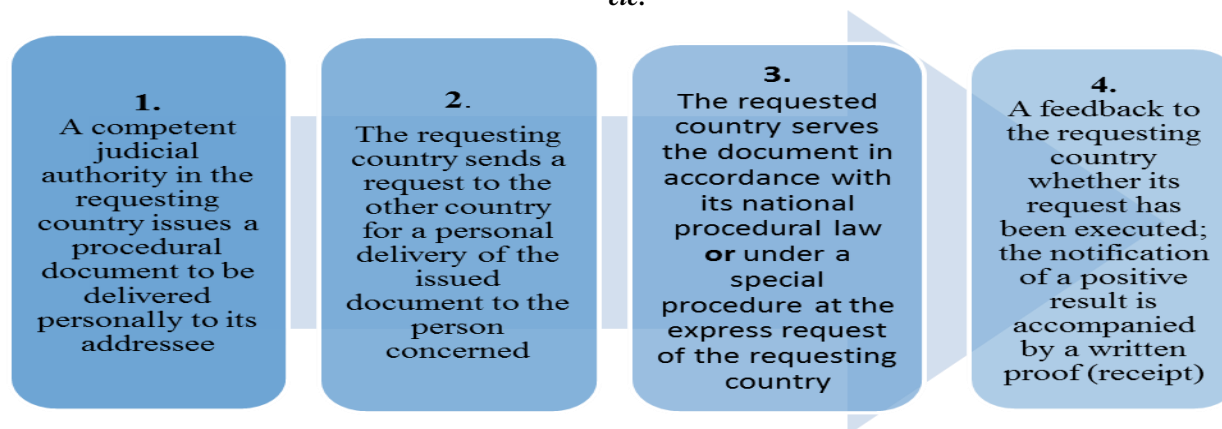 etc.
1.
A competent
judicial
authority in the
requesting
country issues a
procedural
document to be
delivered
personally to its
addressee
2.
The requesting
country sends a
request to the
other country
for a personal
delivery of the
issued
document to the
person
concerned
3.
The requested
country serves
the document in
accordance with
its national
procedural law
or under a
special
procedure at the
express request
of the requesting
country
4.
A feedback to
the requesting
country
whether its
request has
been executed;
the notification
of a positive
result is
accompanied
by a written
proof (receipt)